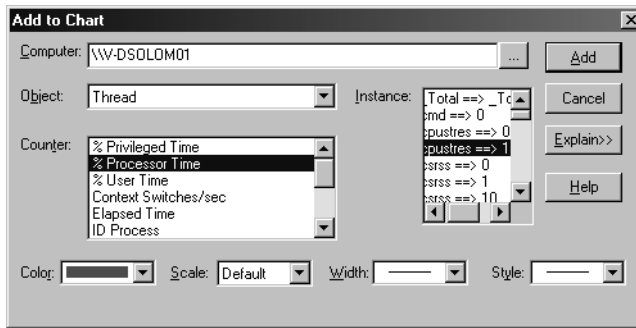 Add to Chart
Computer: \\V-DSOLOM01 ... Add
Object: Thread Instance: _Total ==> _To Cancel
cmd ==> 0
cpustres ==> 0
Counter: % Privileged Time cpustres ==> 1 Explain>>
% Processor Time csrss ==> 0
% User Time csrss ==> 1 Help
Context Switches/sec csrss ==> 10
Elapsed Time
ID Process
Color: Scale: Default Width: Style: